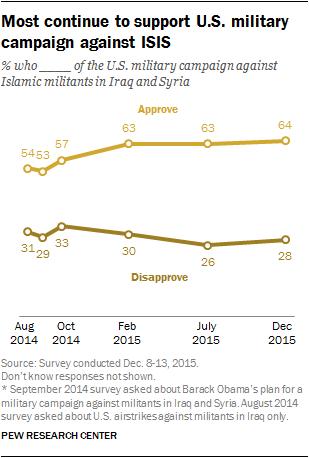 Most continue to support U.S. military
campaign against ISIS
% who _____ of the U.S. military campaign against
Islamic militants in Iraq and Syria
Approve
54 53 57 63 63 64
31 29 33 30 26 28
Disapprove
Aug Oct Feb July Dec
2014 2014 2015 2015 2015
Source: Survey conducted Dec. 8-13, 2015.
Don't know responses not shown.
* September 2014 survey asked about Barack Obama's plan for a
military campaign against militants in Iraq and Syria. August 2014
survey asked about U.S. airstrikes against militants in Iraq only.
PEW RESEARCH CENTER